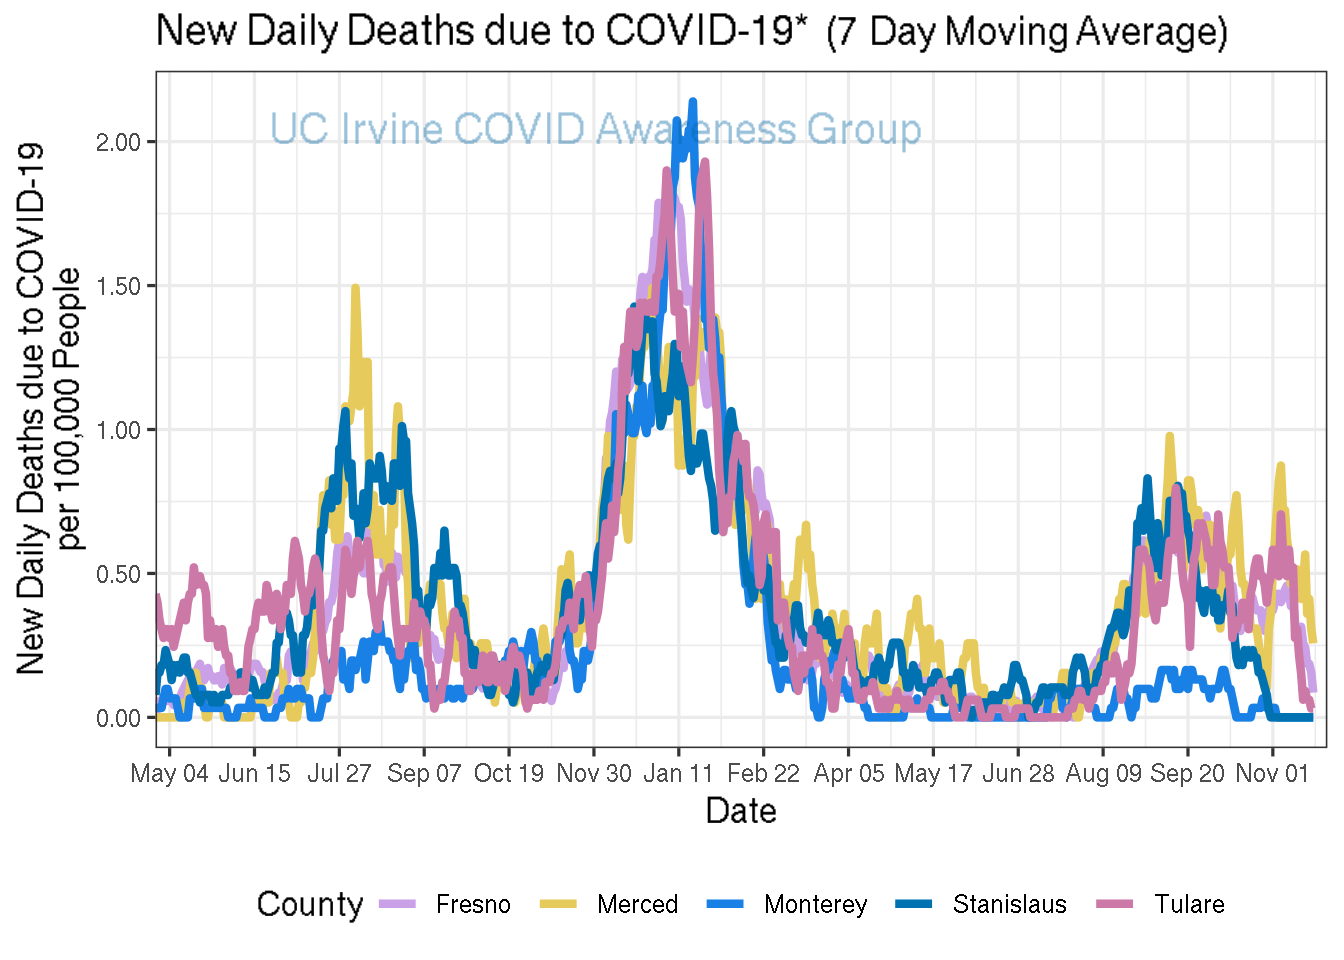 New Daily Deaths due to COVID-19* (7 Day Moving Average)
UC Irvine COVID Awareness Group
New Daily Deaths due to COVID-19
per 100,000 People
2.00
1.50
1.00
0.50
0.00
May 04 Jun 15 Jul 27 Sep 07 Oct 19 Nov 30 Jan 11 Feb 22 Apr 05 May 17 Jun 28 Aug 09 Sep 20 Nov 01
Date
County Fresno Merced Monterey Stanislaus Tulare